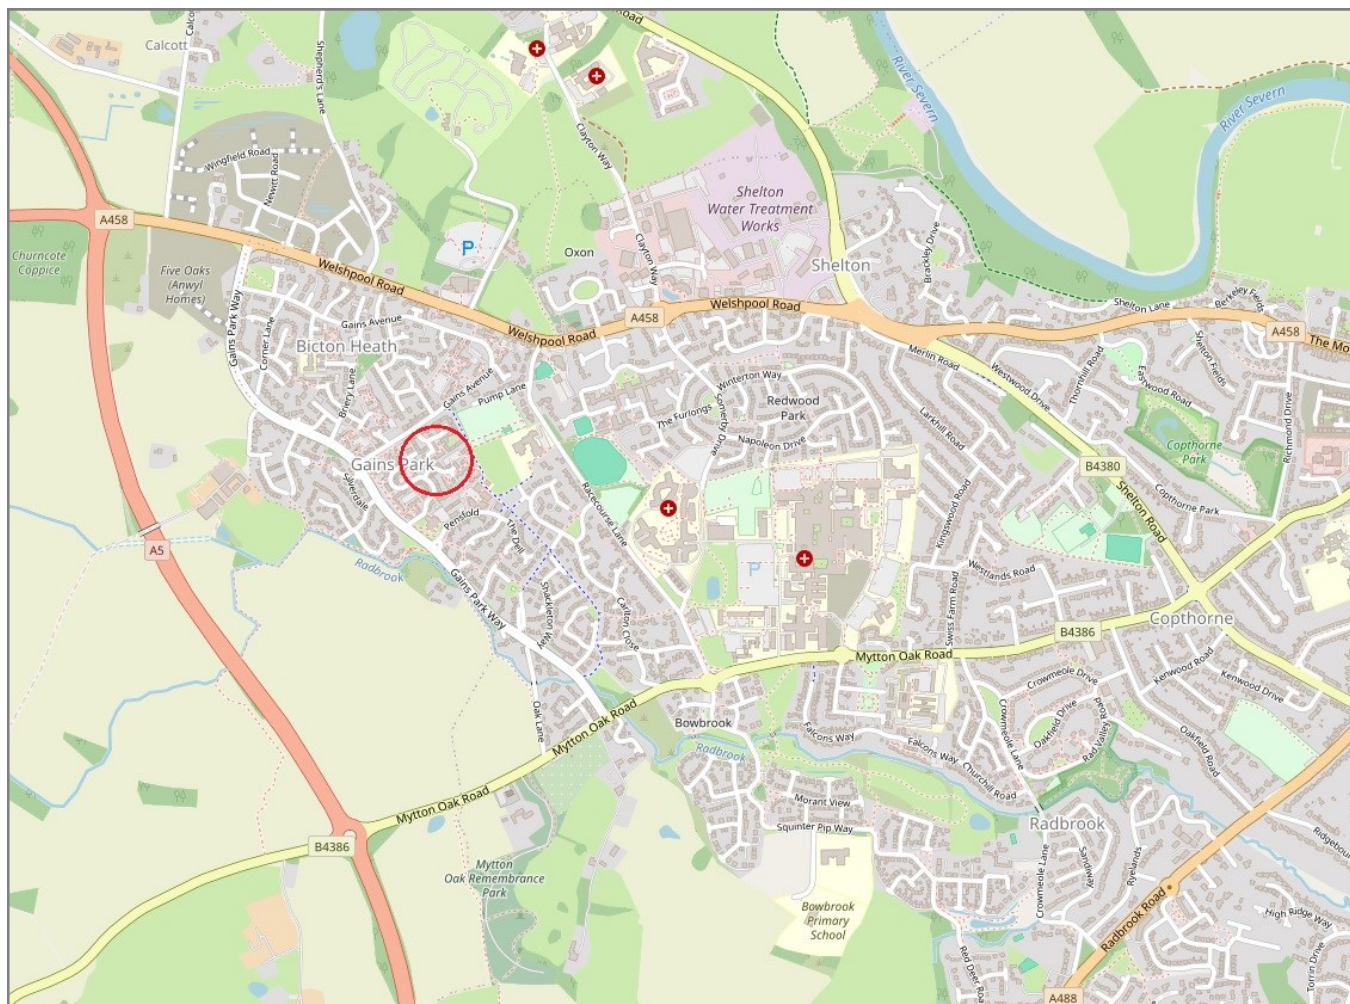 Road
Calcott
Calcott
Shepherd's Lane
River Severn
River Severn
Clayton Way
Wingfield Road
Newitt Road
Shelton
Water Treatment
Works
A458
P
Oxon
Clayton Way
Brackley Drive
Shelton
Churncote
Coppice
Five Oaks
(Anwyl
Homes)
Welshpool Road
Gains Park Way
Corner Lane
Gains Avenue
Bicton Heath
Welshpool Road
A458
Welshpool Road
Shelton Lane
Berkeley Fields
A458
The Mo
Merlin Road
Shelton Fields
Thornhill Road
Westwood Drive
Eastwood Road
Briery Lane
Gains Avenue
Pump Lane
Winterton Way
Redwood
Park
The Furlongs
Somerby Drive
Napoleon Drive
Larkhill Road
Richmond Drive
Copthorne
Park
B4380
Gains Park
Silverdale
Racecourse Lane
Kingswood Road
Shelton Road
Copthorne Park
Pensfold
The Dell
A5
Radbrook
P
Westlands Road
Gains Park Way
Shackleton Way
Carlton Close
Swiss Farm Road
B4386
Copthorne
Mytton Oak Road
Kenwood Road
Kenwood Drive
Crowmeole Drive
Oak Lane
Bowbrook
Mytton Oak Road
Radbrook
Falcons Way
Falcons Way
Crowmeole Lane
Oakfield Drive
Rad Valley Road
Oakfield Road
Churchill Road
Mytton Oak Road
Morant View
Squinter Pip Way
Radbrook
B4386
Ridgebour
Mytton
Oak Remembrance
Park
Crowmeole Lane
Sandiway
Ryelands
Bowbrook
Primary
School
Radbrook Road
High Ridge Way
Torrin Drive
Red Deer Roa
A488